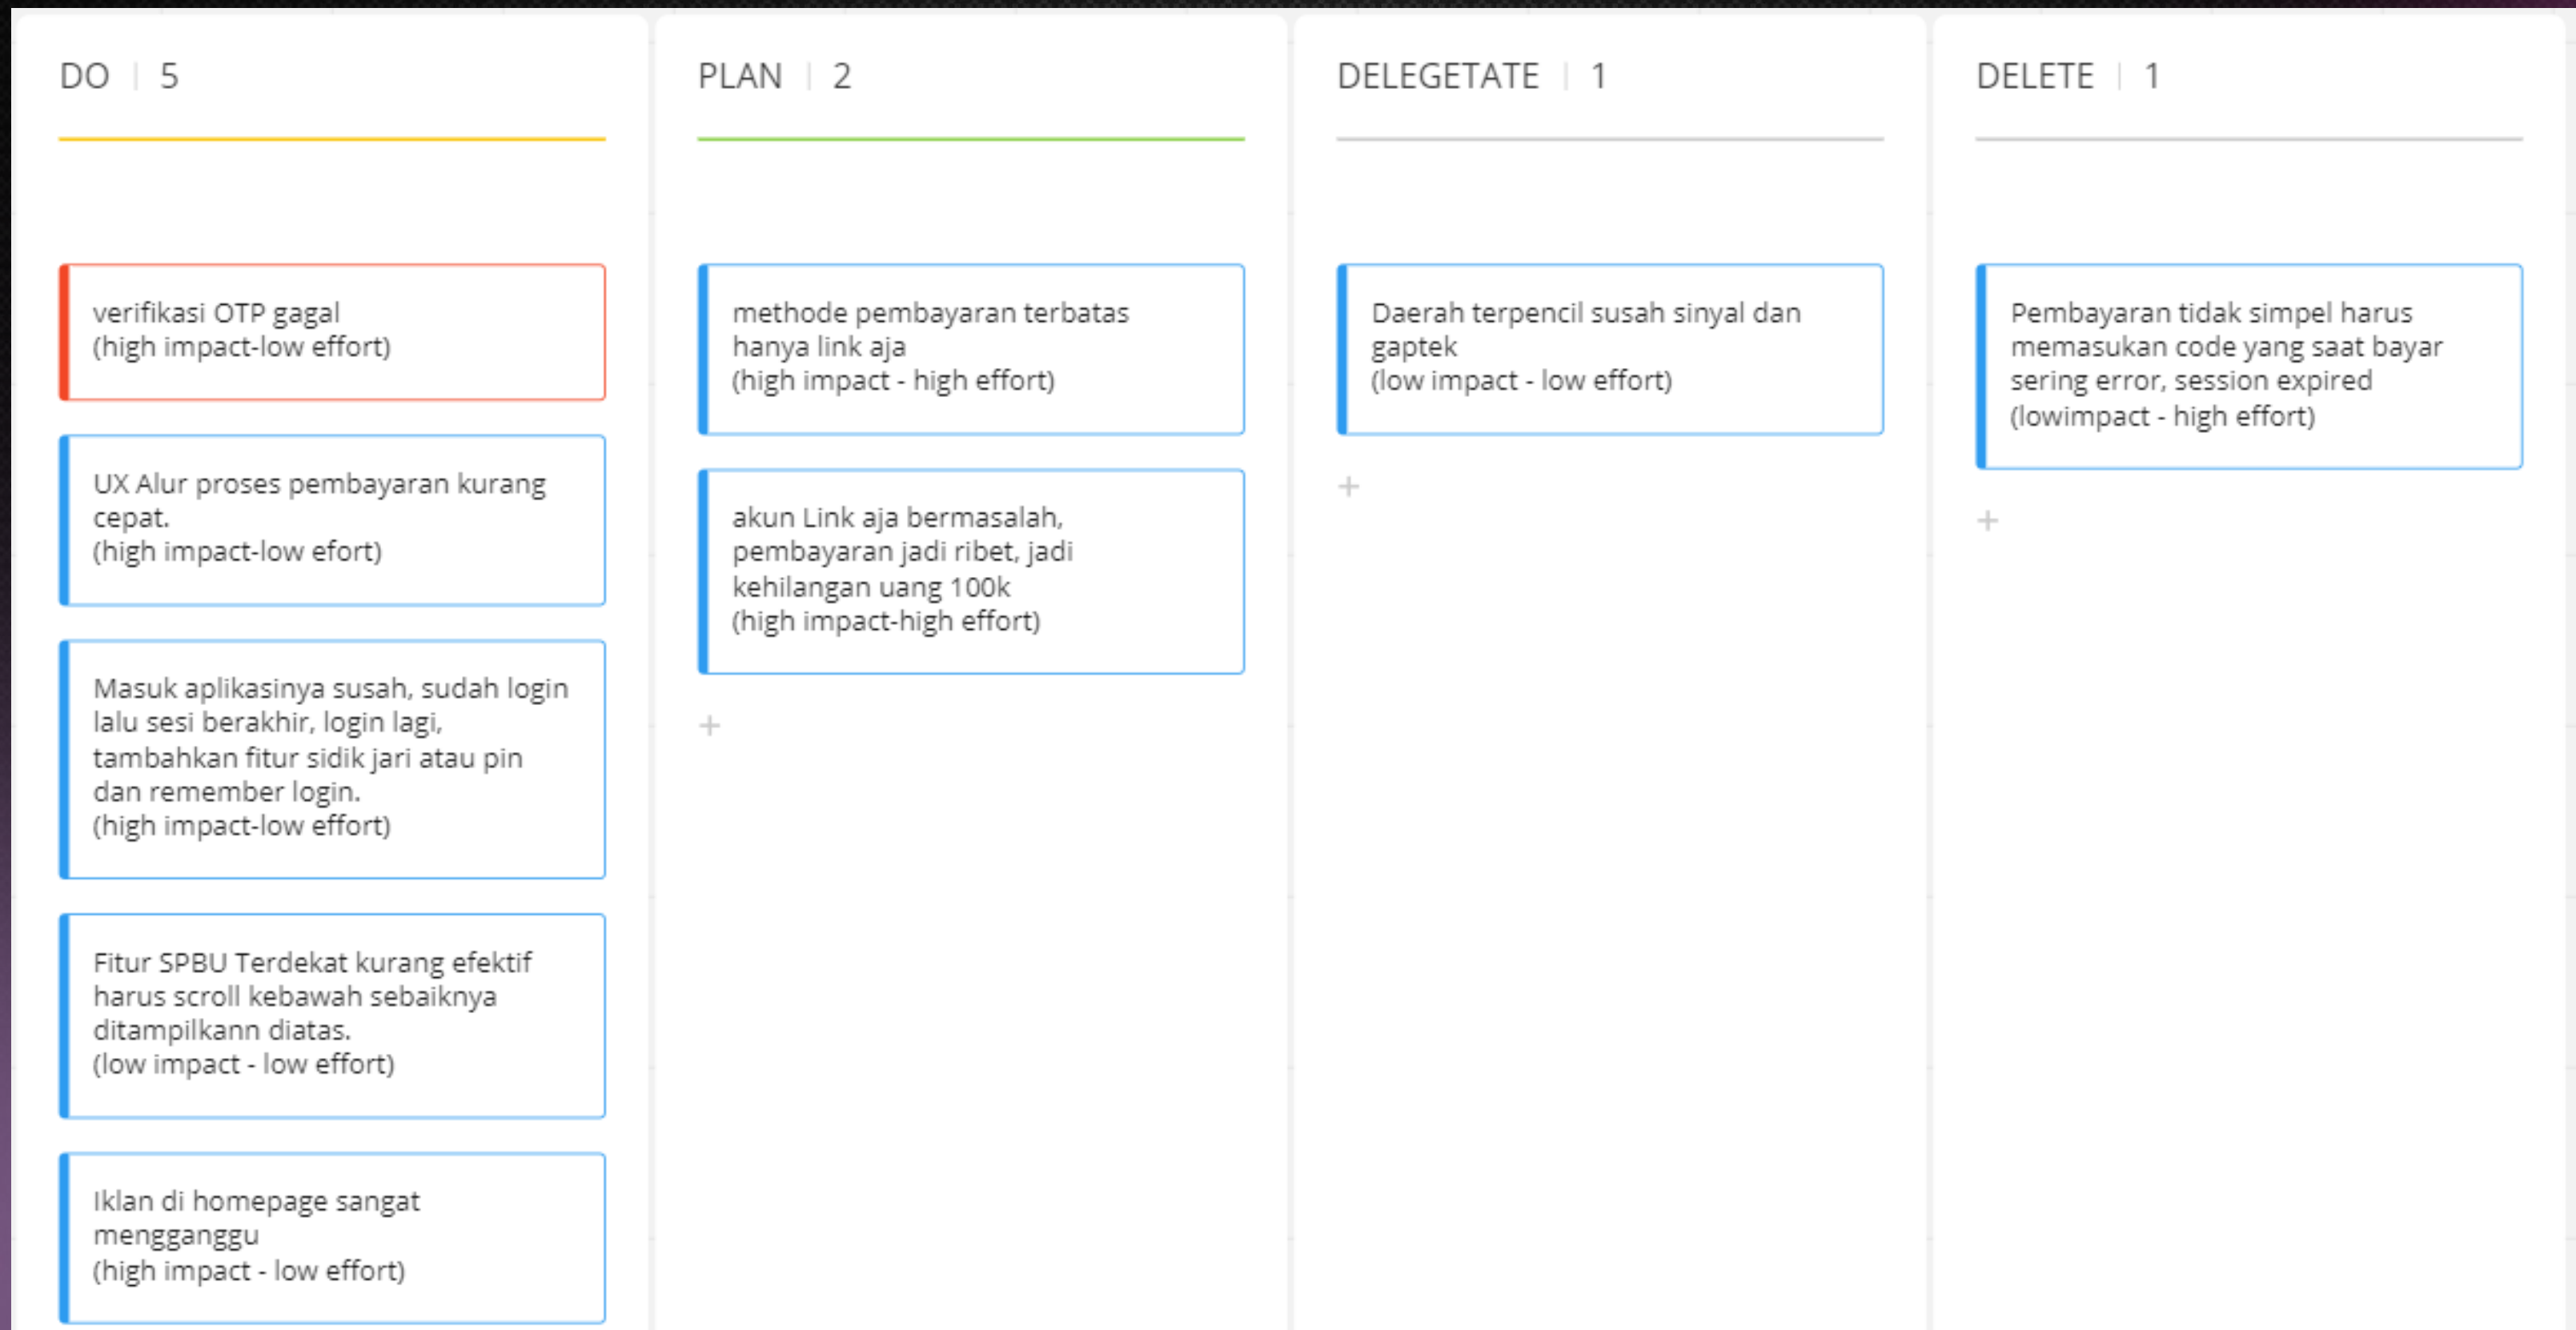 DO | 5
verifikasi OTP gagal
(high impact-low effort)
UX Alur proses pembayaran kurang
cepat.
(high impact-low efort)
Masuk aplikasinya susah, sudah login
lalu sesi berakhir, login lagi,
tambahkan fitur sidik jari atau pin
dan remember login.
(high impact-low effort)
Fitur SPBU Terdekat kurang efektif
harus scroll kebawah sebaiknya
ditampilkann diatas.
(low impact - low effort)
Iklan di homepage sangat
mengganggu
(high impact - low effort)
PLAN | 2
methode pembayaran terbatas
hanya link aja
(high impact - high effort)
akun Link aja bermasalah,
pembayaran jadi ribet, jadi
kehilangan uang 100k
(high impact-high effort)
DELEGETATE | 1
Daerah terpencil susah sinyal dan
gaptek
(low impact - low effort)
DELETE | 1
Pembayaran tidak simpel harus
memasukan code yang saat bayar
sering error, session expired
(lowimpact - high effort)